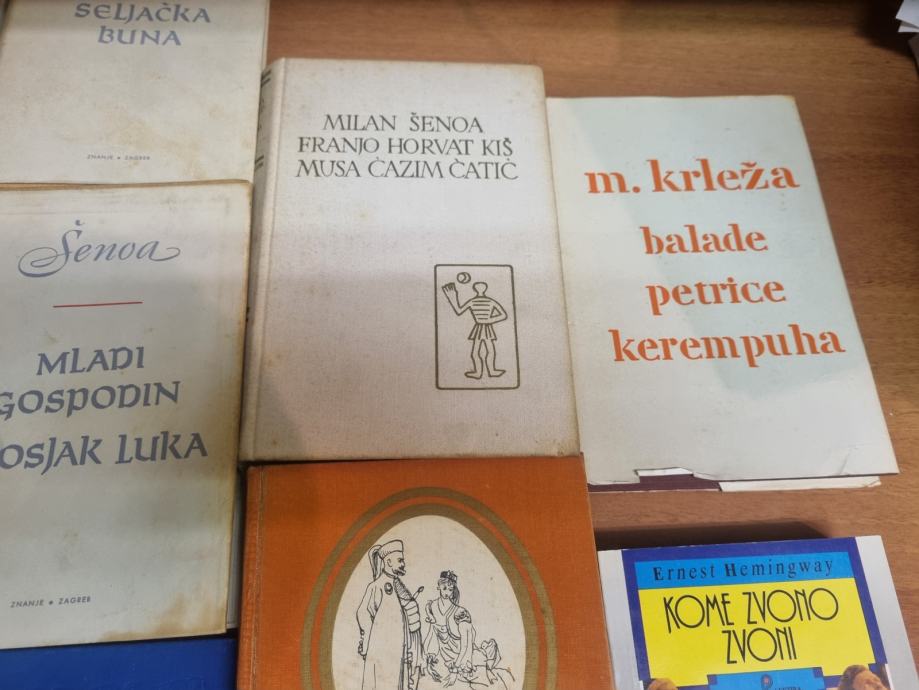 SELJAČKA
BUNA
ZNANJE • ZAGREB
Šenoa
MLADI
GOSPODIN
LUKA
ZNANJE • ZAGREB
MILAN ŠENOA
FRANJO HORVAT KIŠ
MUSA ĆAZIM ĆATIĆ
m. krleža
balade
petrice
kerempuha
Ernest Hemingway
KOME ZVONO
ZVONI